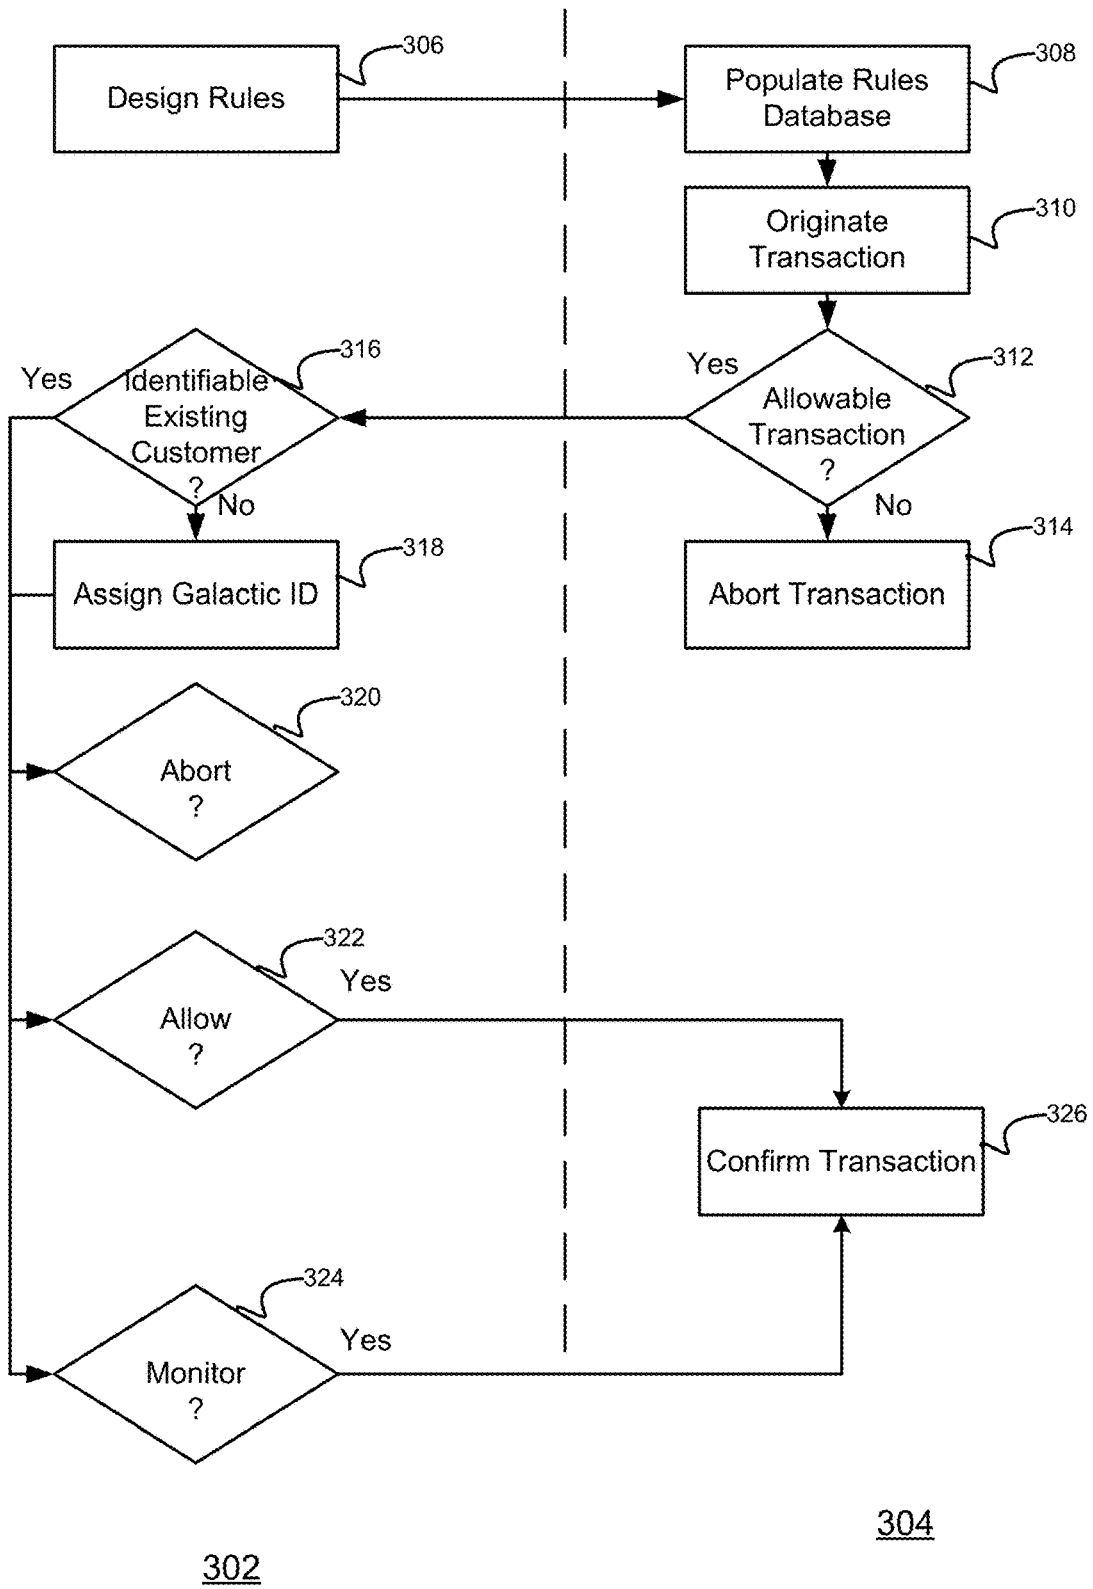 306
Design Rules
308
Populate Rules
Database
310
Originate
Transaction
316
Yes
Identifiable
Existing
Customer
?
No
312
Yes
Allowable
Transaction
?
No
318
Assign Galactic ID
314
Abort Transaction
320
Abort
?
322
Yes
Allow
?
326
Confirm Transaction
324
Yes
Monitor
?
304
302